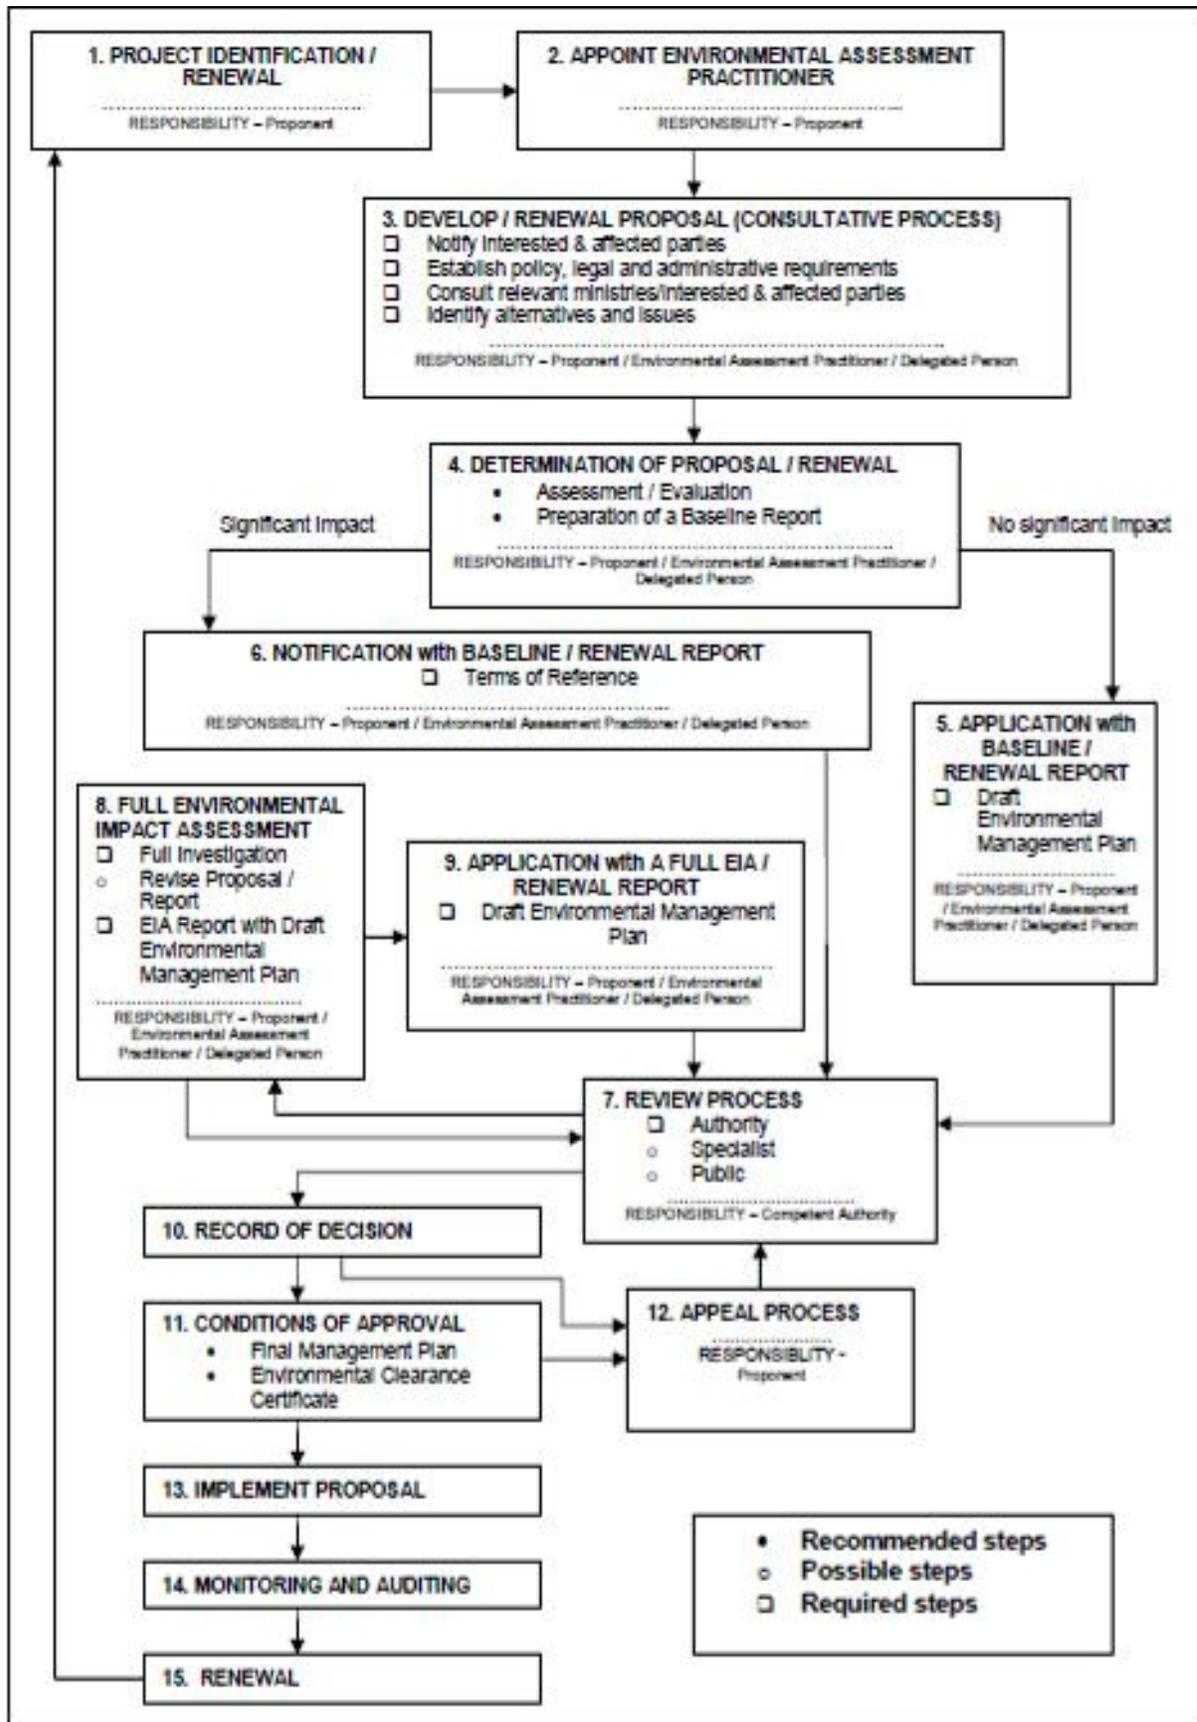 1. PROJECT IDENTIFICATION /
RENEWAL
RESPONSIBILITY – Proponent
2. APPOINT ENVIRONMENTAL ASSESSMENT
PRACTITIONER
RESPONSIBILITY – Proponent
3. DEVELOP / RENEWAL PROPOSAL (CONSULTATIVE PROCESS)
❑ Notify interested & affected parties
❑ Establish policy, legal and administrative requirements
❑ Consult relevant ministries/interested & affected parties
❑ Identify alternatives and issues
RESPONSIBILITY – Proponent / Environmental Assessment Practitioner / Delegated Person
4. DETERMINATION OF PROPOSAL / RENEWAL
• Assessment / Evaluation
• Preparation of a Baseline Report
RESPONSIBILITY – Proponent / Environmental Assessment Practitioner /
Delegated Person
Significant Impact
No significant Impact
6. NOTIFICATION with BASELINE / RENEWAL REPORT
❑ Terms of Reference
RESPONSIBILITY – Proponent / Environmental Assessment Practitioner / Delegated Person
5. APPLICATION with
BASELINE /
RENEWAL REPORT
❑ Draft
Environmental
Management Plan
RESPONSIBILITY – Proponent
/ Environmental Assessment
Practitioner / Delegated Person
8. FULL ENVIRONMENTAL
IMPACT ASSESSMENT
❑ Full Investigation
○ Revise Proposal /
Report
❑ EIA Report with Draft
Environmental
Management Plan
RESPONSIBILITY – Proponent /
Environmental Assessment
Practitioner / Delegated Person
9. APPLICATION with A FULL EIA /
RENEWAL REPORT
❑ Draft Environmental Management
Plan
RESPONSIBILITY – Proponent / Environmental
Assessment Practitioner / Delegated Person
7. REVIEW PROCESS
❑ Authority
○ Specialist
○ Public
RESPONSIBILITY – Competent Authority
10. RECORD OF DECISION
11. CONDITIONS OF APPROVAL
• Final Management Plan
• Environmental Clearance
Certificate
12. APPEAL PROCESS
RESPONSIBLITY -
Proponent
13. IMPLEMENT PROPOSAL
14. MONITORING AND AUDITING
15. RENEWAL
• Recommended steps
○ Possible steps
❑ Required steps